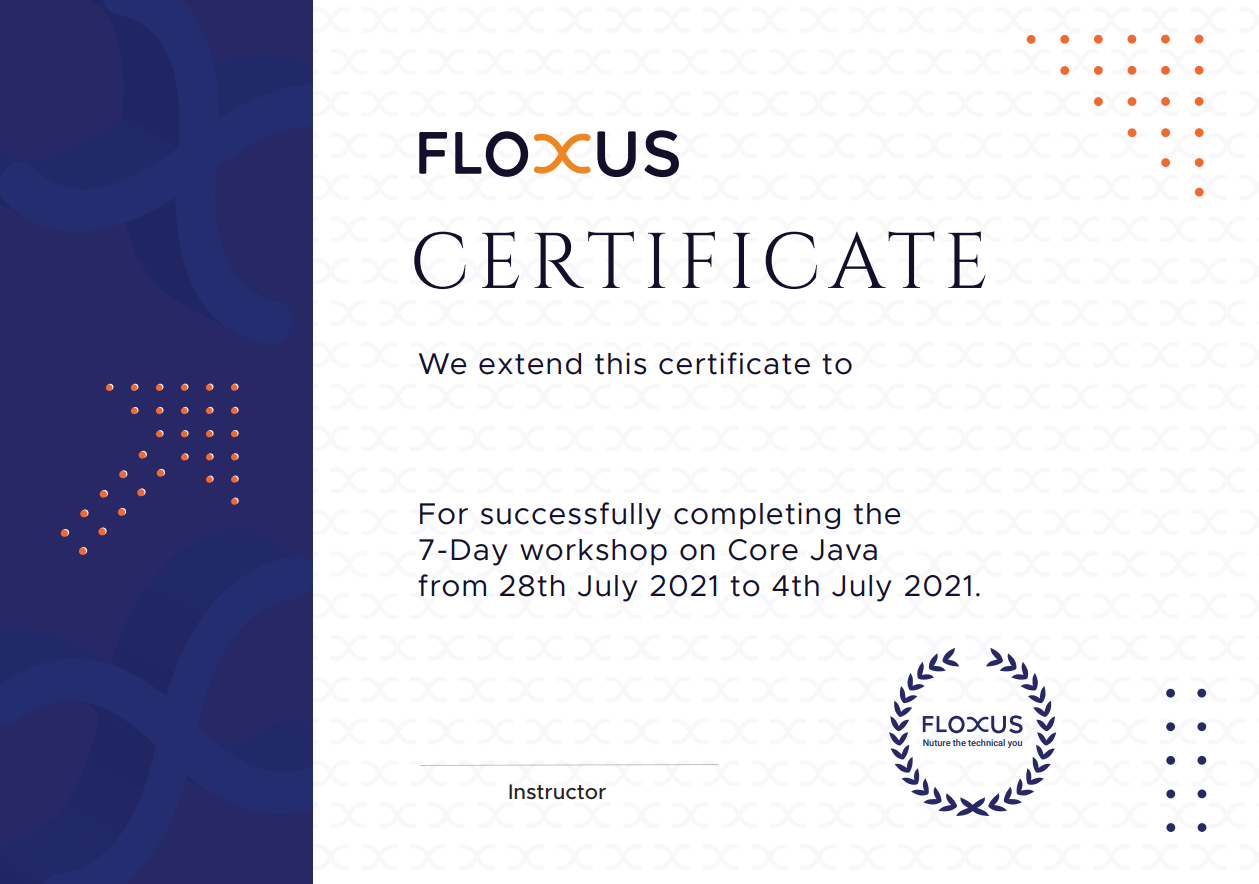 FLOXUS
CERTIFICATE
We extend this certificate to
For successfully completing the
7-Day workshop on Core Java
from 28th July 2021 to 4th July 2021.
FLOXUS
Nuture the technical you
Instructor